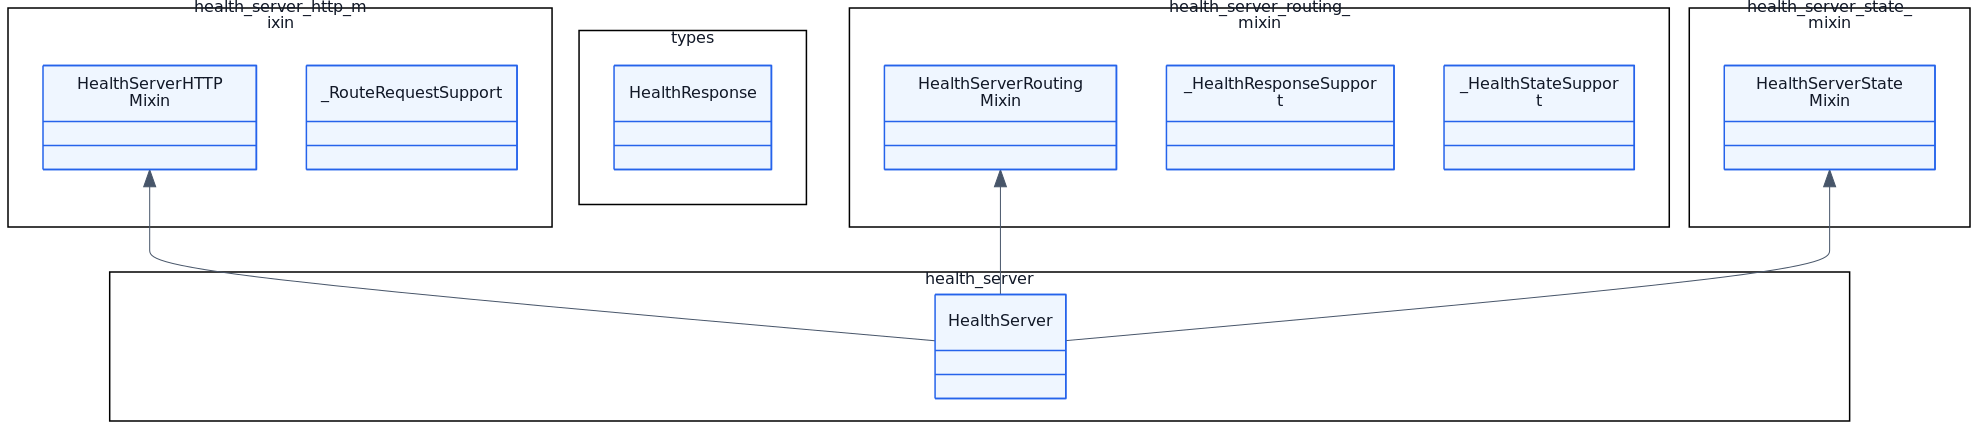 health_server_http_m
ixin
HealthServerHTTP
Mixin
_RouteRequestSupport
types
HealthResponse
health_server_routing_
mixin
HealthServerRouting
Mixin
_HealthResponseSuppor
t
_HealthStateSuppor
t
health_server_state_
mixin
HealthServerState
Mixin
health_server
HealthServer